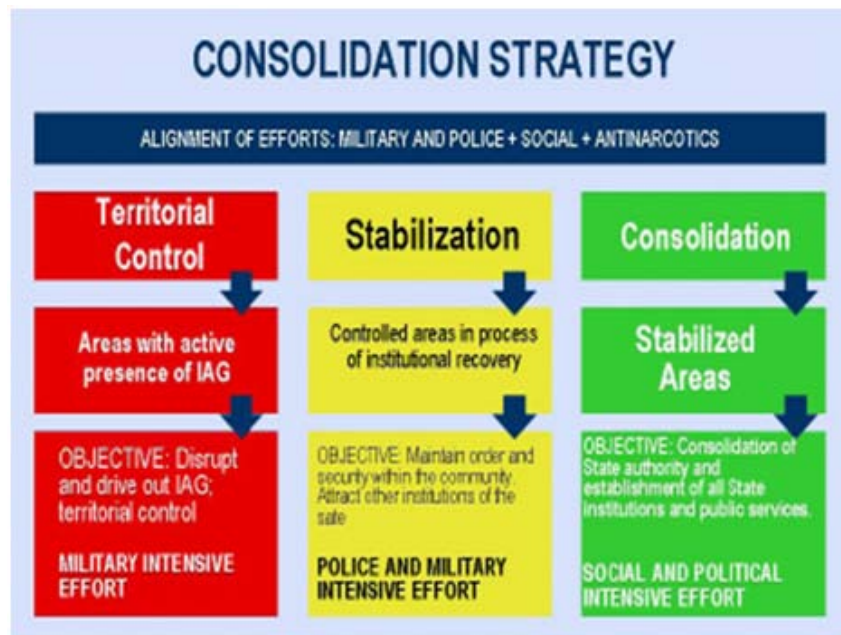 CONSOLIDATION STRATEGY
ALIGNMENT OF EFFORTS: MILITARY AND POLICE + SOCIAL + ANTINARCOTICS
Territorial
Control
Areas with active
presence of IAG
OBJECTIVE: Disrupt
and drive out IAG;
territorial control
MILITARY INTENSIVE
EFFORT
Stabilization
Controlled areas in process
of institutional recovery
OBJECTIVE: Maintain order and
security within the community.
Attract other institutions of the
sate
POLICE AND MILITARY
INTENSIVE EFFORT
Consolidation
Stabilized
Areas
OBJECTIVE: Consolidation of
State authority and
establishment of all State
institutions and public services.
SOCIAL AND POLITICAL
INTENSIVE EFFORT